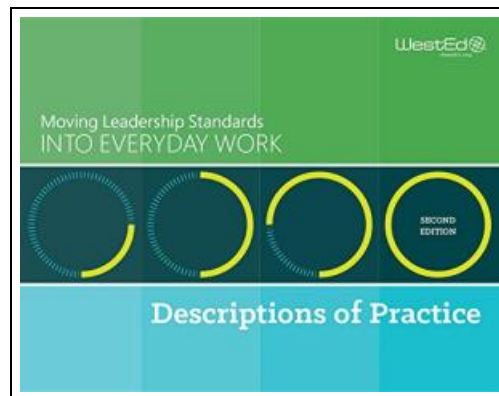 WestEd
Moving Leadership Standards
INTO EVERYDAY WORK
SECOND
EDITION
Descriptions of Practice